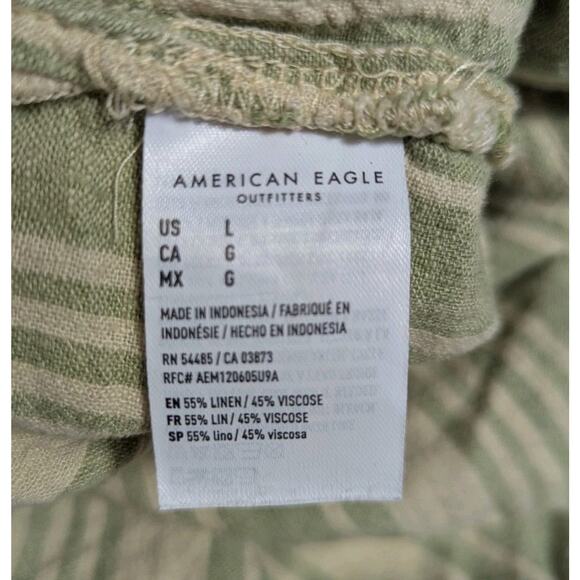 AMERICAN EAGLE
OUTFITTERS
US L
CA G
MX G
MADE IN INDONESIA / FABRIQUÉ EN
INDONÉSIE / HECHO EN INDONESIA
RN 54485 / CA 03873
RFC# AEM120605U9A
EN 55% LINEN / 45% VISCOSE
FR 55% LIN / 45% VISCOSE
SP 55% lino / 45% viscosa